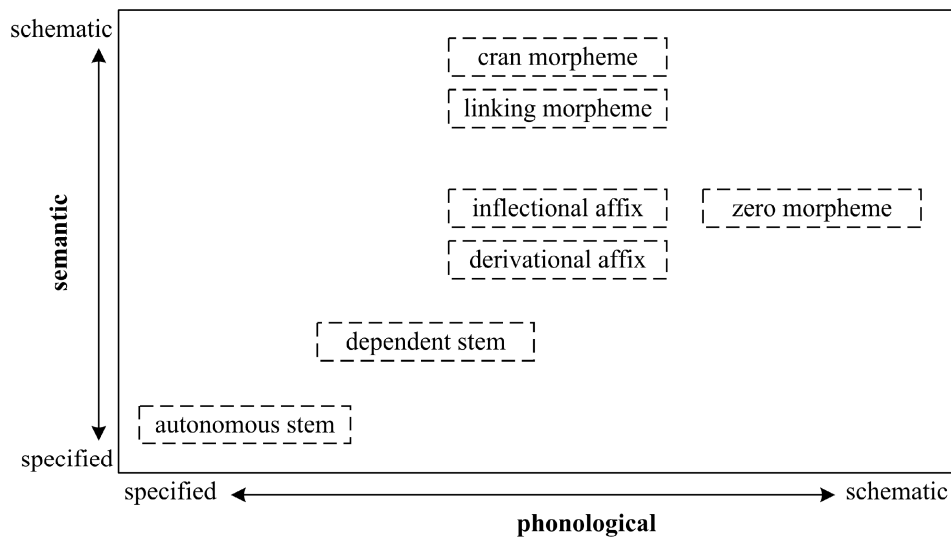 schematic
cran morpheme
linking morpheme
inflectional affix
zero morpheme
derivational affix
semantic
dependent stem
autonomous stem
specified
specified
schematic
phonological